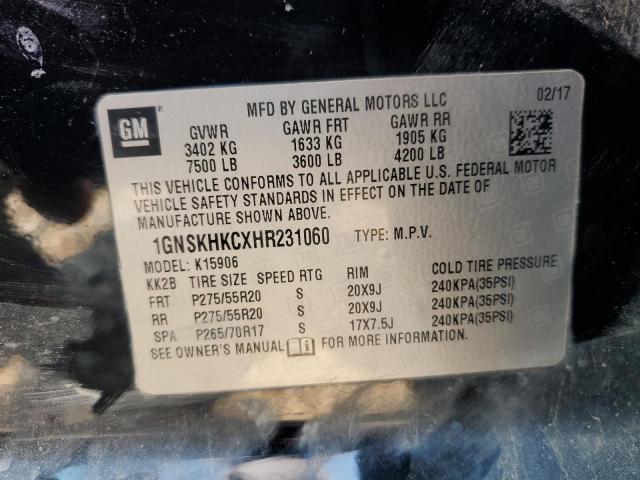 GM ®
MFD BY GENERAL MOTORS LLC 02/17
GVWR GAWR FRT GAWR RR
3402 KG 1633 KG 1905 KG
7500 LB 3600 LB 4200 LB
THIS VEHICLE CONFORMS TO ALL APPLICABLE U.S. FEDERAL MOTOR
VEHICLE SAFETY STANDARDS IN EFFECT ON THE DATE OF
MANUFACTURE SHOWN ABOVE.
1GNSKHKCXHR231060 TYPE: M.P.V.
MODEL: K15906
KK2B TIRE SIZE SPEED RTG RIM COLD TIRE PRESSURE
FRT P275/55R20 S 20X9J 240KPA(35PSI)
RR P275/55R20 S 20X9J 240KPA(35PSI)
SPA P265/70R17 S 17X7.5J 240KPA(35PSI)
SEE OWNER'S MANUAL FOR MORE INFORMATION.